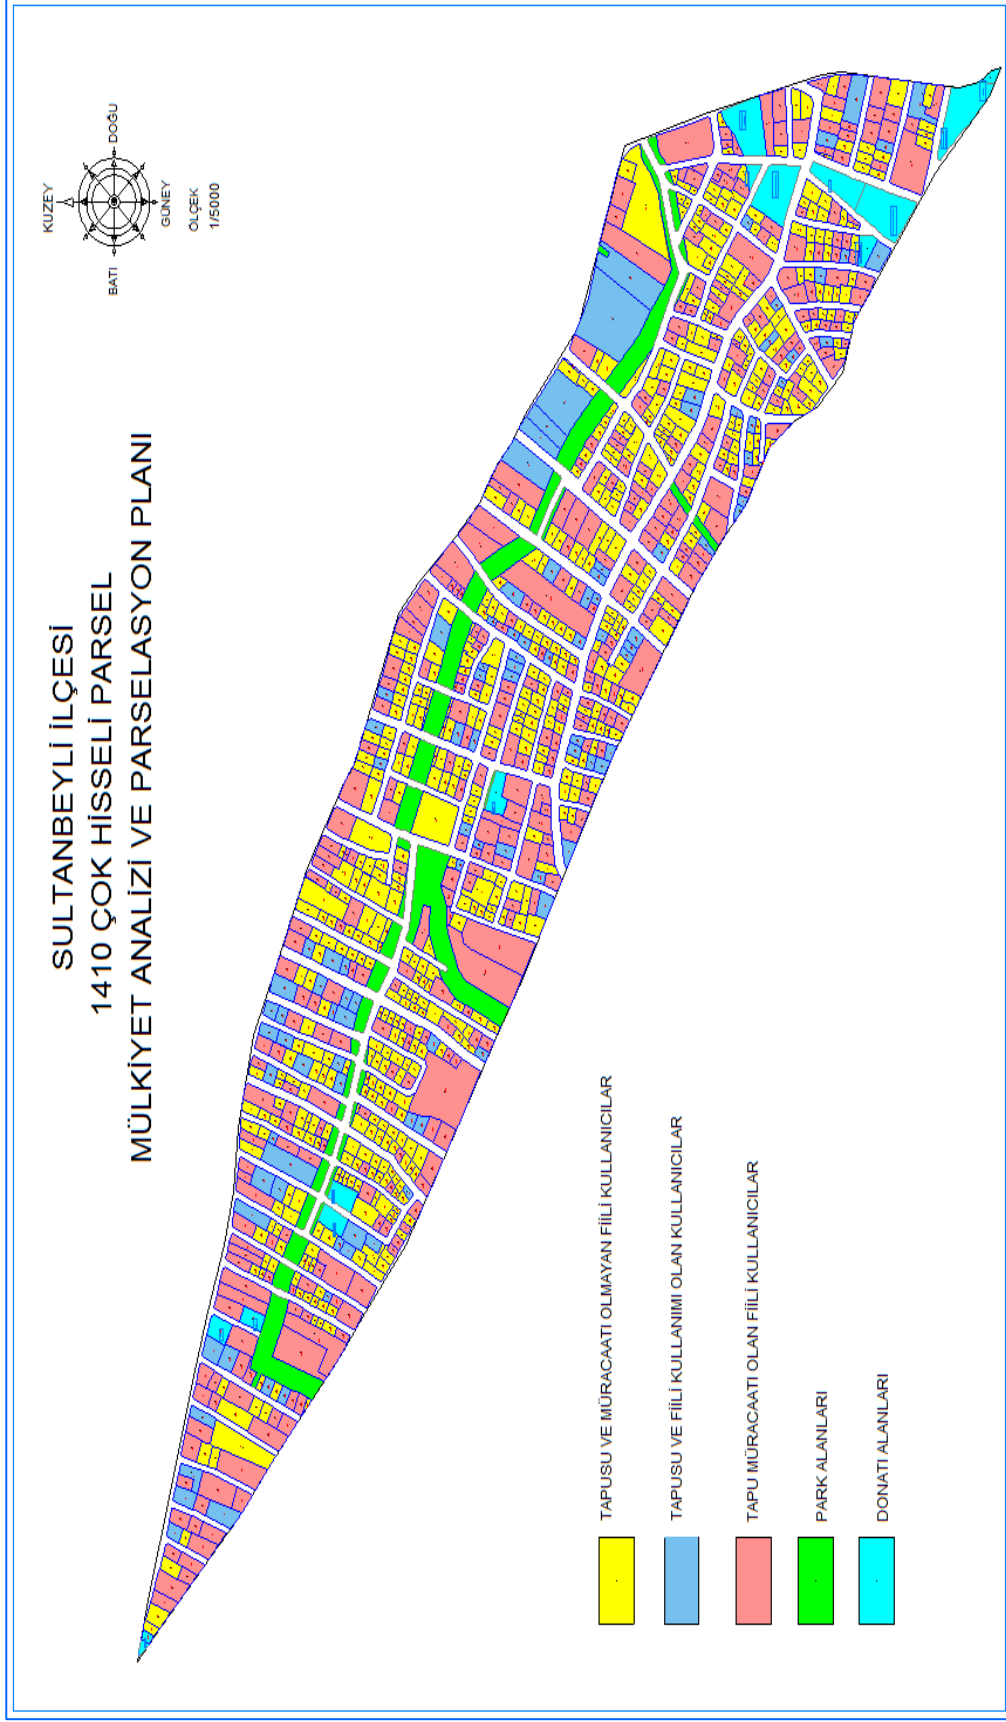 SULTANBEYLİ İLÇESİ
1410 ÇOK HİSSELİ PARSEL
MÜLKİYET ANALİZİ VE PARSELASYON PLANI
KUZEY
BATI
DOĞU
GÜNEY
ÖLÇEK
1/5000
TAPUSU VE MÜRACAATI OLMAYAN FİİLİ KULLANICILAR
TAPUSU VE FİİLİ KULLANIMI OLAN KULLANICILAR
TAPU MÜRACAATI OLAN FİİLİ KULLANICILAR
PARK ALANLARI
DONATI ALANLARI